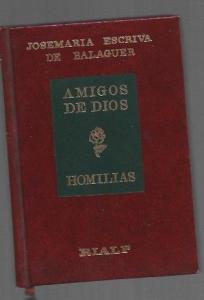 JOSEMARIA ESCRIVA
DE BALAGUER
AMIGOS
DE DIOS
HOMILIAS
RIALP